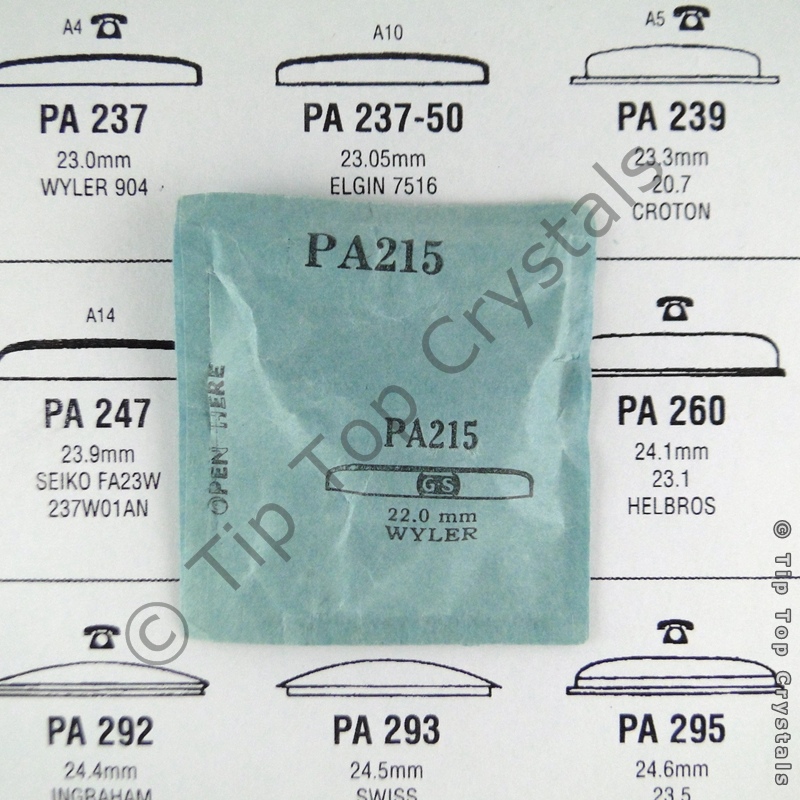 A4
A10
A5
PA 237
PA 237-50
PA 239
23.0mm
23.05mm
23.3mm
WYLER 904
ELGIN 7516
20.7
CROTON
PA215
A14
OPEN HERE
PA 247
PA215
PA 260
23.9mm
G·S
24.1mm
SEIKO FA23W
23.1
237W01AN
22.0 mm
HELBROS
WYLER
© Tip Top Crystals
© Tip Top Crystals
PA 292
PA 293
PA 295
24.4mm
24.5mm
24.6mm
INGRAHAM
SWISS
23.5